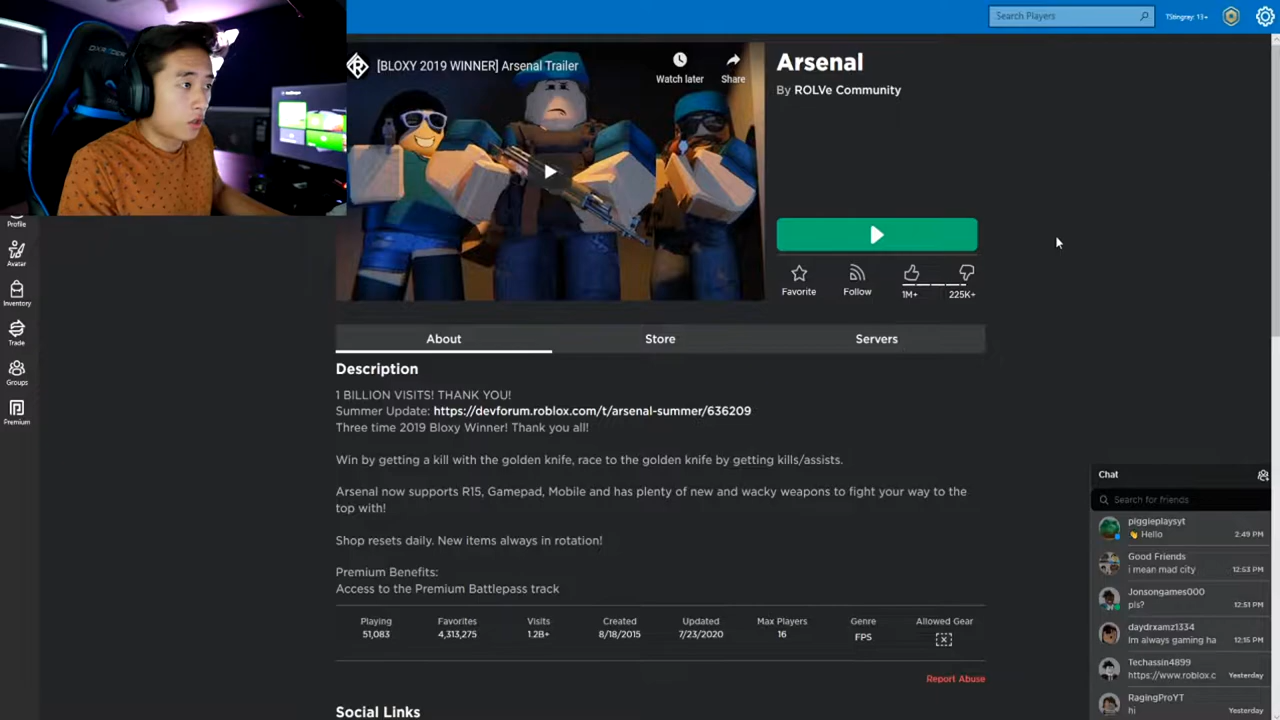 Search Players
TStingray: 13+
[BLOXY 2019 WINNER] Arsenal Trailer
Watch later
Share
Arsenal
By ROLVe Community
Favorite
Follow
1M+
225K+
Profile
Avatar
Inventory
Trade
Groups
Premium
About
Store
Servers
Description
1 BILLION VISITS! THANK YOU!
Summer Update: https://devforum.roblox.com/t/arsenal-summer/636209
Three time 2019 Bloxy Winner! Thank you all!
Win by getting a kill with the golden knife, race to the golden knife by getting kills/assists.
Arsenal now supports R15, Gamepad, Mobile and has plenty of new and wacky weapons to fight your way to the
top with!
Shop resets daily. New items always in rotation!
Premium Benefits:
Access to the Premium Battlepass track
Playing Favorites Visits Created Updated Max Players Genre Allowed Gear
51,083 4,313,275 1.2B+ 8/18/2015 7/23/2020 16 FPS
Report Abuse
Social Links
Chat
Search for friends
piggieplaysyt
👋 Hello 2:49 PM
Good Friends
i mean mad city 12:53 PM
Jonsongames000
pls? 12:51 PM
daydrxamz1334
Im always gaming ha 12:15 PM
Techassin4899
https://www.roblox.c Yesterday
RagingProYT
hi Yesterday